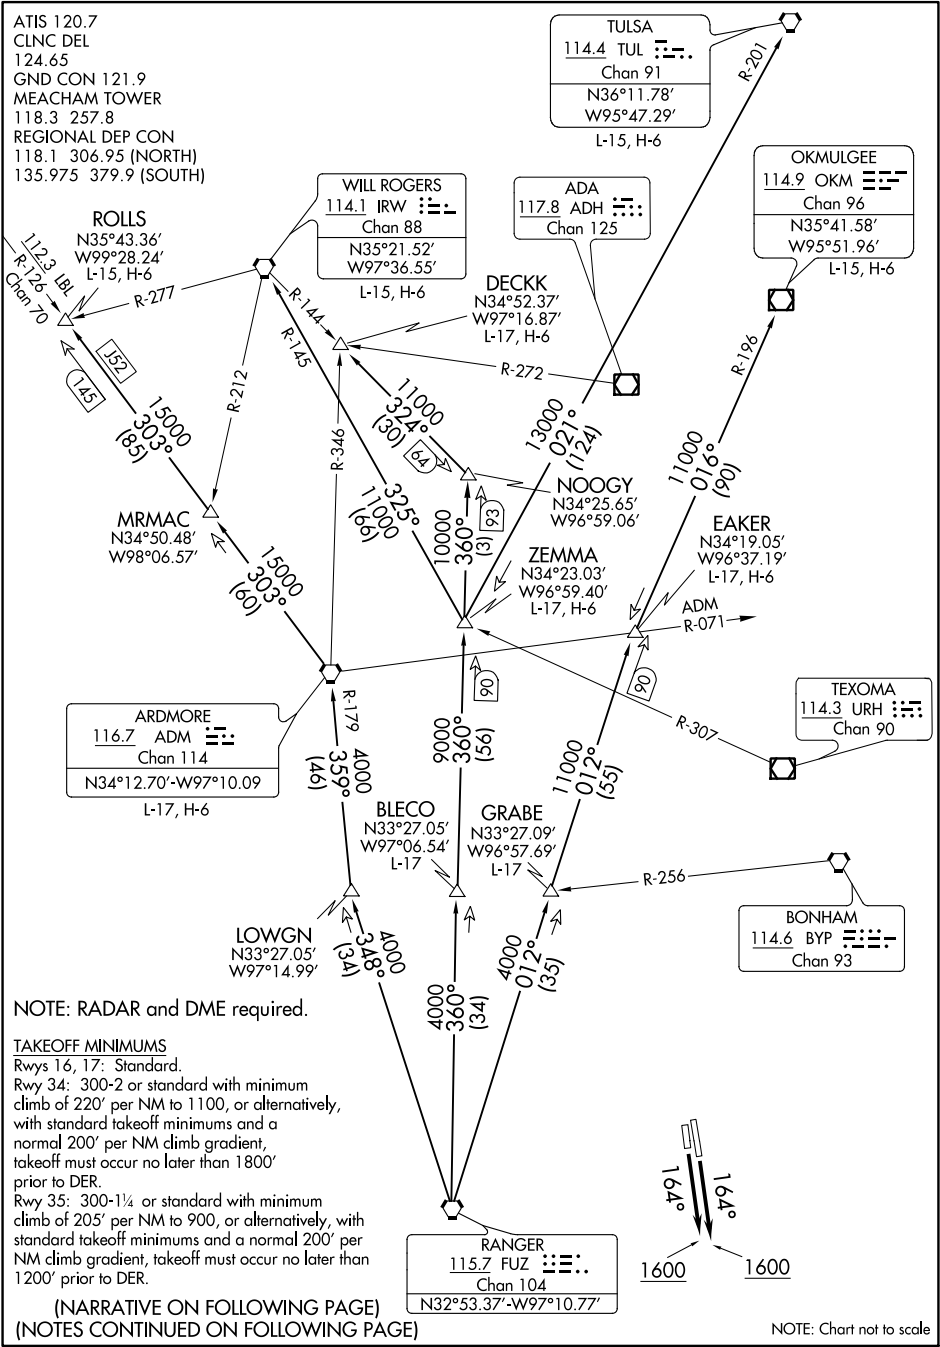 ATIS 120.7
CLNC DEL
124.65
GND CON 121.9
MEACHAM TOWER
118.3 257.8
REGIONAL DEP CON
118.1 306.95 (NORTH)
135.975 379.9 (SOUTH)
TULSA
114.4 TUL
Chan 91
N36°11.78'
W95°47.29'
L-15, H-6
R-201
OKMULGEE
114.9 OKM
Chan 96
N35°41.58'
W95°51.96'
L-15, H-6
WILL ROGERS
114.1 IRW
Chan 88
N35°21.52'
W97°36.55'
L-15, H-6
ADA
117.8 ADH
Chan 125
ROLLS
N35°43.36'
W99°28.24'
L-15, H-6
112.3 LBL
R-126
Chan 70
R-277
R-144
R-145
R-212
DECKK
N34°52.37'
W97°16.87'
L-17, H-6
R-272
R-196
J52
145
15000
303°
(85)
R-346
11000
324°
(30)
64
13000
021°
(124)
11000
016°
(90)
325°
11000
(66)
10000
360°
(3)
93
NOOGY
N34°25.65'
W96°59.06'
MRMAC
N34°50.48'
W98°06.57'
ZEMMA
N34°23.03'
W96°59.40'
L-17, H-6
EAKER
N34°19.05'
W96°37.19'
L-17, H-6
ADM
R-071
15000
303°
(60)
90
90
ARDMORE
116.7 ADM
Chan 114
N34°12.70'-W97°10.09
L-17, H-6
R-179
4000
359°
(46)
9000
360°
(56)
11000
012°
(55)
R-307
TEXOMA
114.3 URH
Chan 90
BLECO
N33°27.05'
W97°06.54'
L-17
GRABE
N33°27.09'
W96°57.69'
L-17
R-256
BONHAM
114.6 BYP
Chan 93
LOWGN
N33°27.05'
W97°14.99'
4000
348°
(34)
4000
360°
(34)
4000
012°
(35)
NOTE: RADAR and DME required.
TAKEOFF MINIMUMS
Rwys 16, 17: Standard.
Rwy 34: 300-2 or standard with minimum
climb of 220' per NM to 1100, or alternatively,
with standard takeoff minimums and a
normal 200' per NM climb gradient,
takeoff must occur no later than 1800'
prior to DER.
Rwy 35: 300-1¼ or standard with minimum
climb of 205' per NM to 900, or alternatively, with
standard takeoff minimums and a normal 200' per
NM climb gradient, takeoff must occur no later than
1200' prior to DER.
RANGER
115.7 FUZ
Chan 104
N32°53.37'-W97°10.77'
164°
164°
1600
1600
(NARRATIVE ON FOLLOWING PAGE)
(NOTES CONTINUED ON FOLLOWING PAGE)
NOTE: Chart not to scale